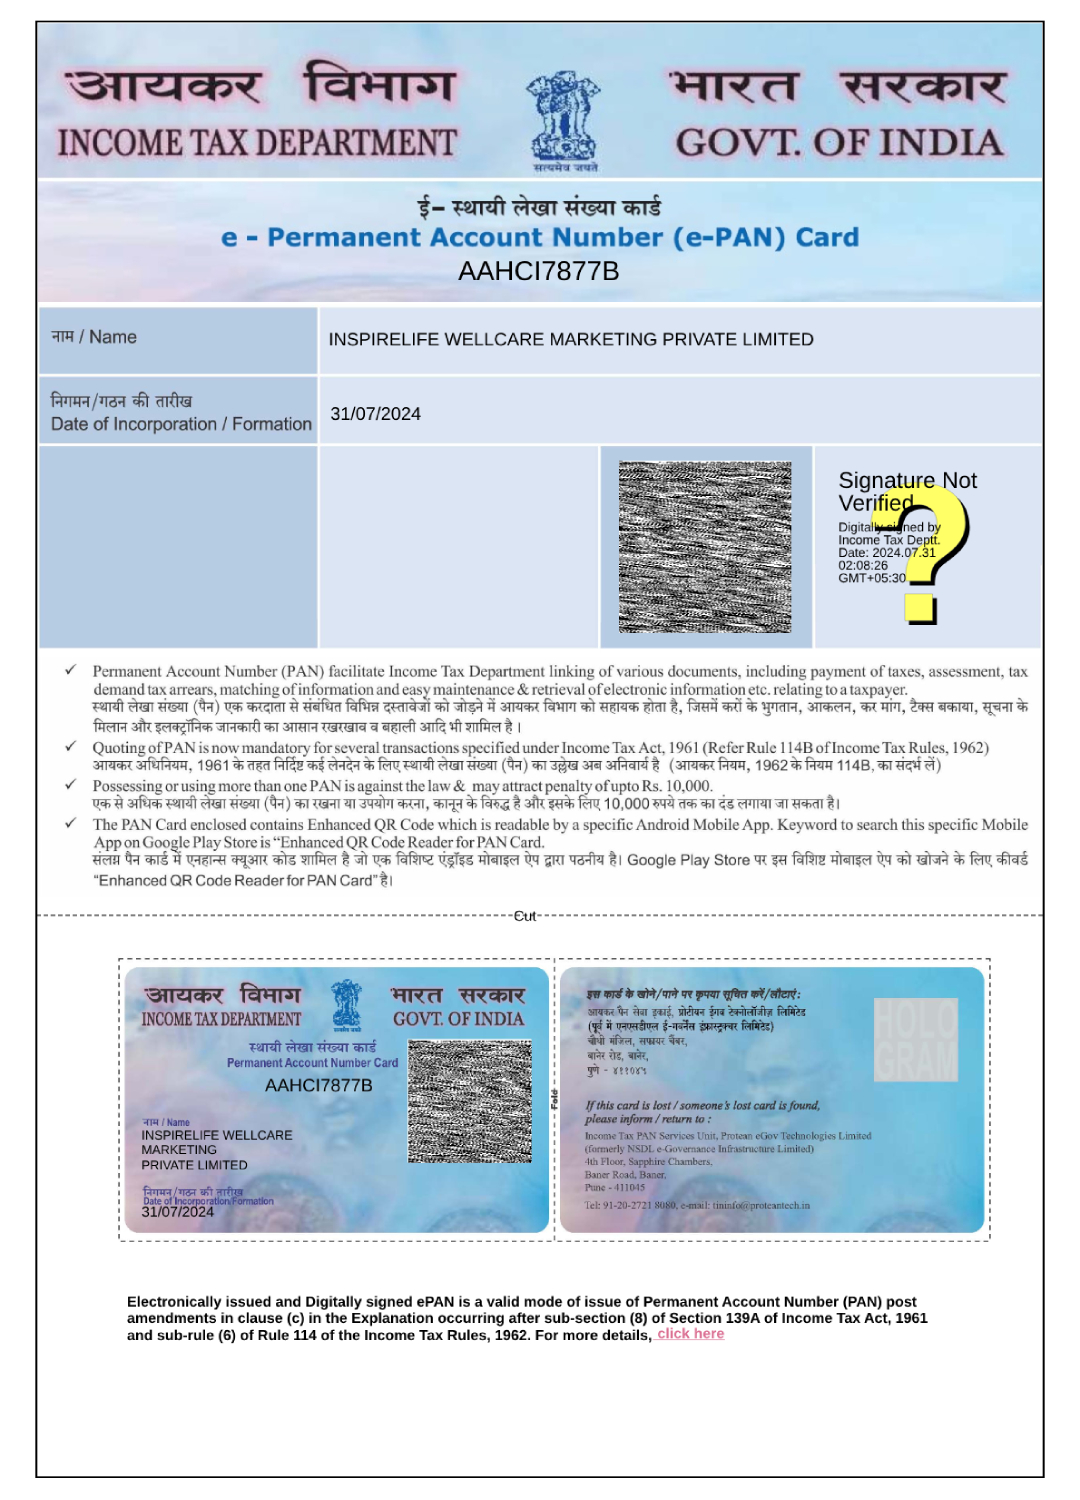 आयकर विभाग
INCOME TAX DEPARTMENT
सत्यमेव जयते
भारत सरकार
GOVT. OF INDIA
ई– स्थायी लेखा संख्या कार्ड
e - Permanent Account Number (e-PAN) Card
AAHCI7877B
नाम / Name
INSPIRELIFE WELLCARE MARKETING PRIVATE LIMITED
निगमन/गठन की तारीख
Date of Incorporation / Formation
31/07/2024
Signature Not
Verified
Digitally signed by
Income Tax Deptt.
Date: 2024.07.31
02:08:26
GMT+05:30
✓ Permanent Account Number (PAN) facilitate Income Tax Department linking of various documents, including payment of taxes, assessment, tax
demand tax arrears, matching of information and easy maintenance & retrieval of electronic information etc. relating to a taxpayer.
स्थायी लेखा संख्या (पैन) एक करदाता से संबंधित विभिन्न दस्तावेजों को जोड़ने में आयकर विभाग को सहायक होता है, जिसमें करों के भुगतान, आकलन, कर मांग, टैक्स बकाया, सूचना के
मिलान और इलक्ट्रॉनिक जानकारी का आसान रखरखाव व बहाली आदि भी शामिल है ।
✓ Quoting of PAN is now mandatory for several transactions specified under Income Tax Act, 1961 (Refer Rule 114B of Income Tax Rules, 1962)
आयकर अधिनियम, 1961 के तहत निर्दिष्ट कई लेनदेन के लिए स्थायी लेखा संख्या (पैन) का उल्लेख अब अनिवार्य है (आयकर नियम, 1962 के नियम 114B, का संदर्भ लें)
✓ Possessing or using more than one PAN is against the law & may attract penalty of upto Rs. 10,000.
एक से अधिक स्थायी लेखा संख्या (पैन) का रखना या उपयोग करना, कानून के विरुद्ध है और इसके लिए 10,000 रुपये तक का दंड लगाया जा सकता है।
✓ The PAN Card enclosed contains Enhanced QR Code which is readable by a specific Android Mobile App. Keyword to search this specific Mobile
App on Google Play Store is “Enhanced QR Code Reader for PAN Card.
संलग्न पैन कार्ड में एनहान्स क्यूआर कोड शामिल है जो एक विशिष्ट एंड्रॉइड मोबाइल ऐप द्वारा पठनीय है। Google Play Store पर इस विशिष्ट मोबाइल ऐप को खोजने के लिए कीवर्ड
“Enhanced QR Code Reader for PAN Card” है।
Cut
आयकर विभाग
INCOME TAX DEPARTMENT
भारत सरकार
GOVT. OF INDIA
स्थायी लेखा संख्या कार्ड
Permanent Account Number Card
AAHCI7877B
नाम / Name
INSPIRELIFE WELLCARE
MARKETING
PRIVATE LIMITED
निगमन/गठन की तारीख
Date of Incorporation/Formation
31/07/2024
Fold
इस कार्ड के खोने/पाने पर कृपया सूचित करें/लौटाएं :
आयकर पैन सेवा इकाई, प्रोटीयन ईगव टेक्नोलॉजीज़ लिमिटेड
(पूर्व में एनएसडीएल ई-गवर्नेंस इंफ्रास्ट्रक्चर लिमिटेड)
चौथी मंजिल, सफायर चैंबर,
बानेर रोड, बानेर,
पुणे - ४११०४५
HOLO
GRAM
If this card is lost / someone's lost card is found,
please inform / return to :
Income Tax PAN Services Unit, Protean eGov Technologies Limited
(formerly NSDL e-Governance Infrastructure Limited)
4th Floor, Sapphire Chambers,
Baner Road, Baner,
Pune - 411045
Tel: 91-20-2721 8080, e-mail: tininfo@proteantech.in
Electronically issued and Digitally signed ePAN is a valid mode of issue of Permanent Account Number (PAN) post
amendments in clause (c) in the Explanation occurring after sub-section (8) of Section 139A of Income Tax Act, 1961
and sub-rule (6) of Rule 114 of the Income Tax Rules, 1962. For more details, click here